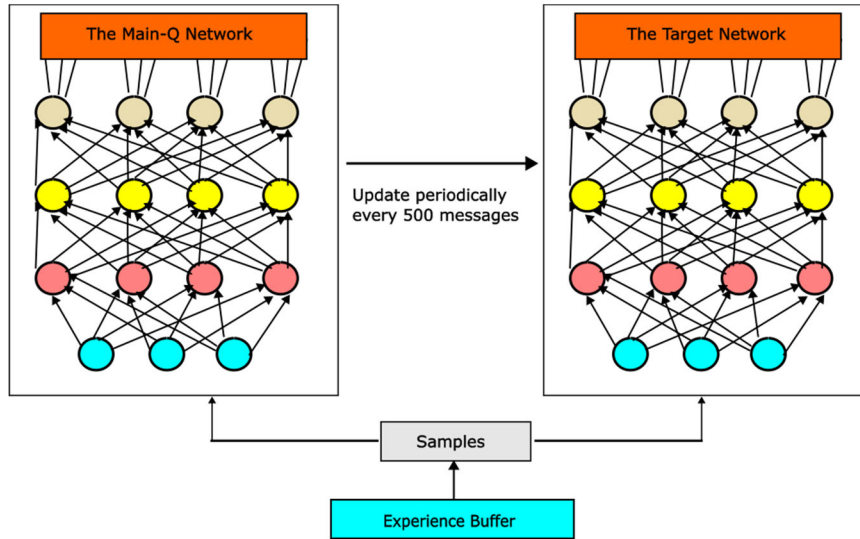 The Main-Q Network
The Target Network
Update periodically
every 500 messages
Samples
Experience Buffer